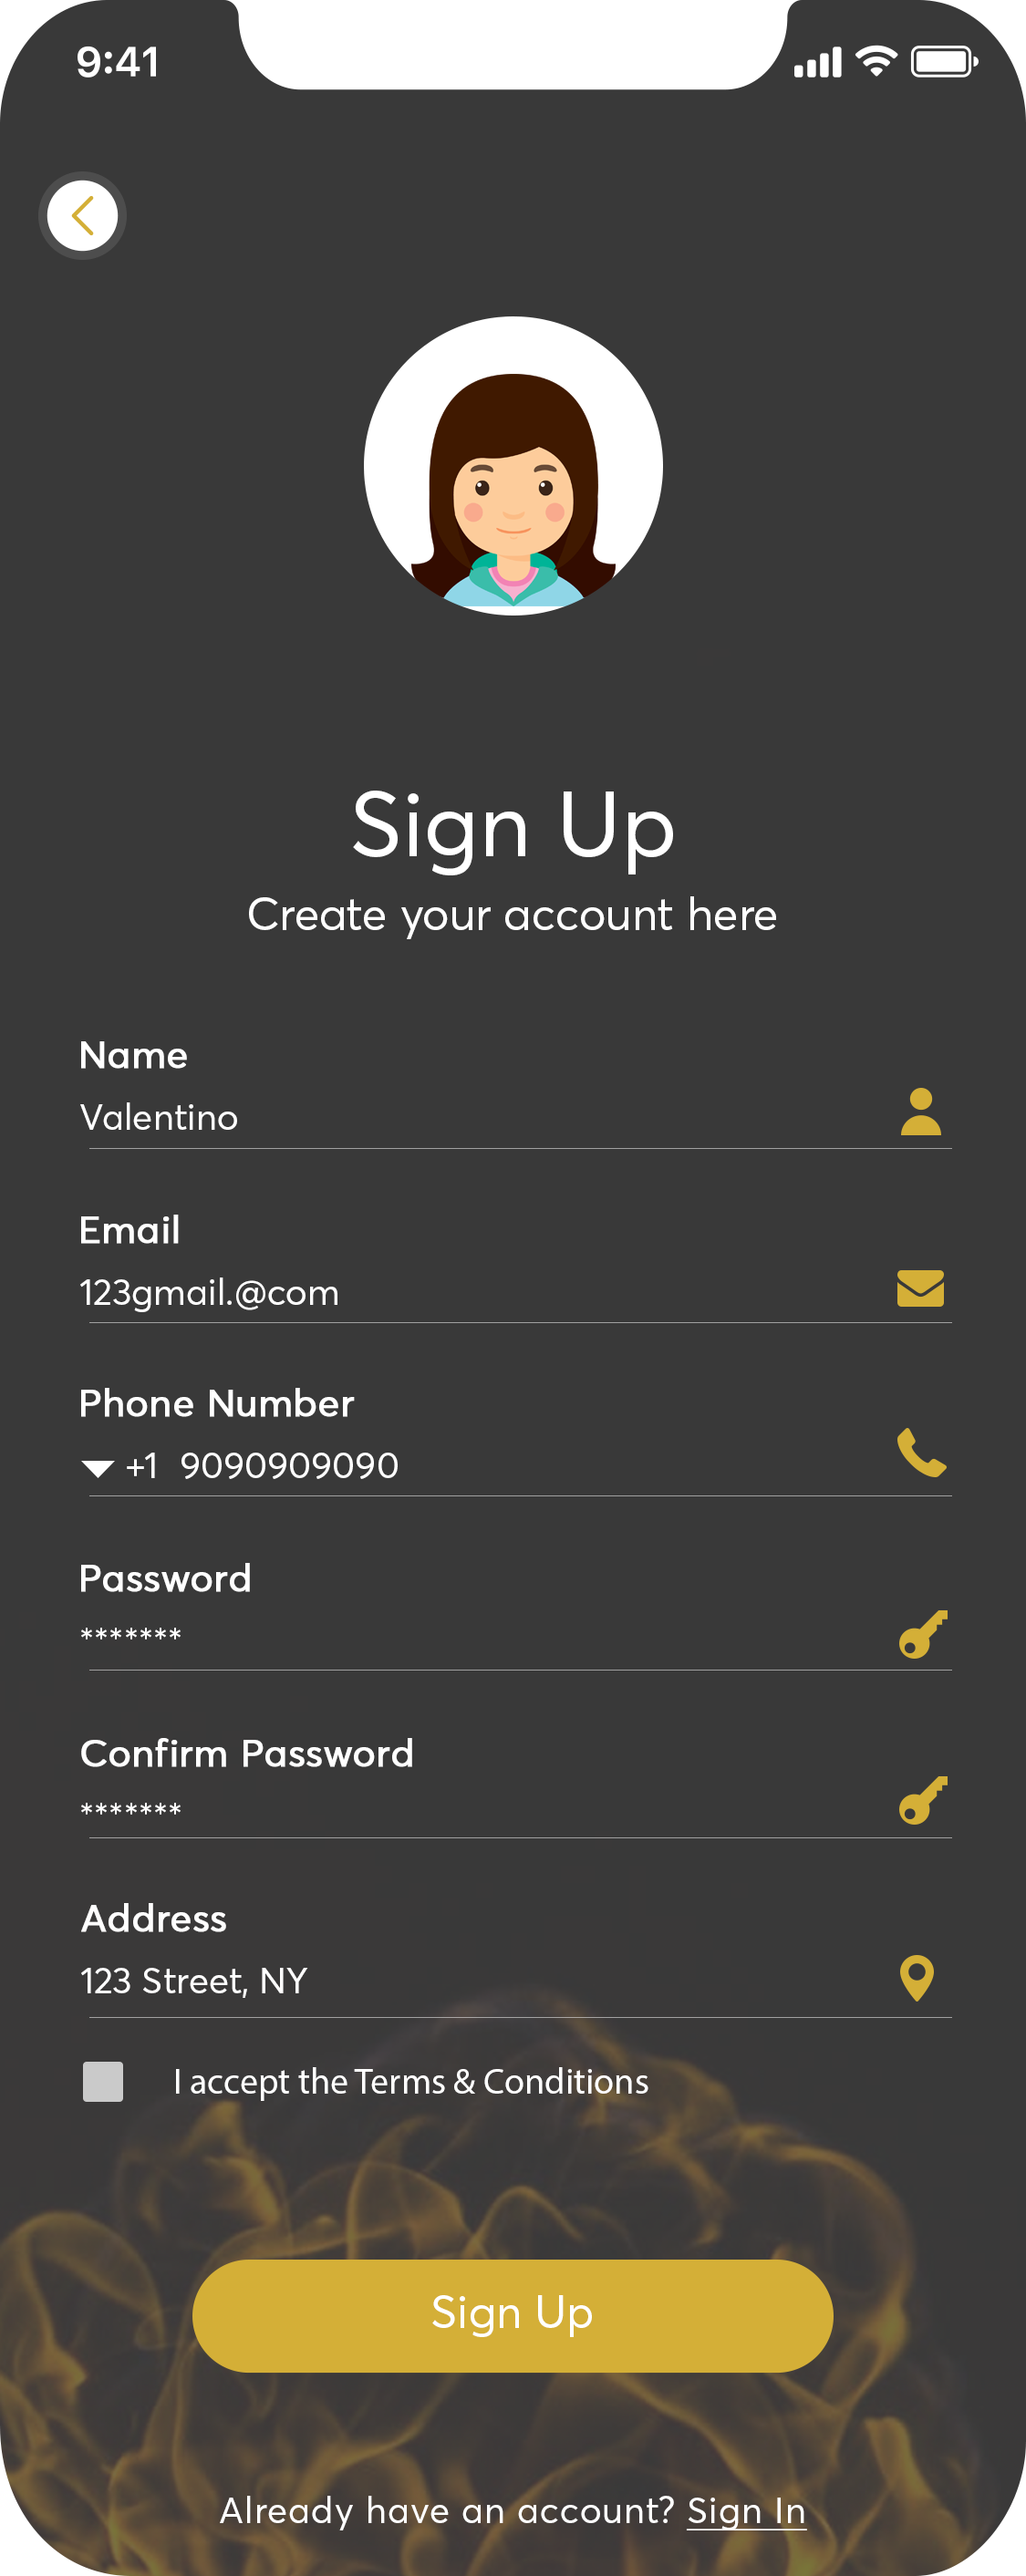 9:41
Sign Up
Create your account here
Name
Valentino
Email
123gmail.@com
Phone Number
+1 9090909090
Password
*******
Confirm Password
*******
Address
123 Street, NY
I accept the Terms & Conditions
Sign Up
Already have an account? Sign In